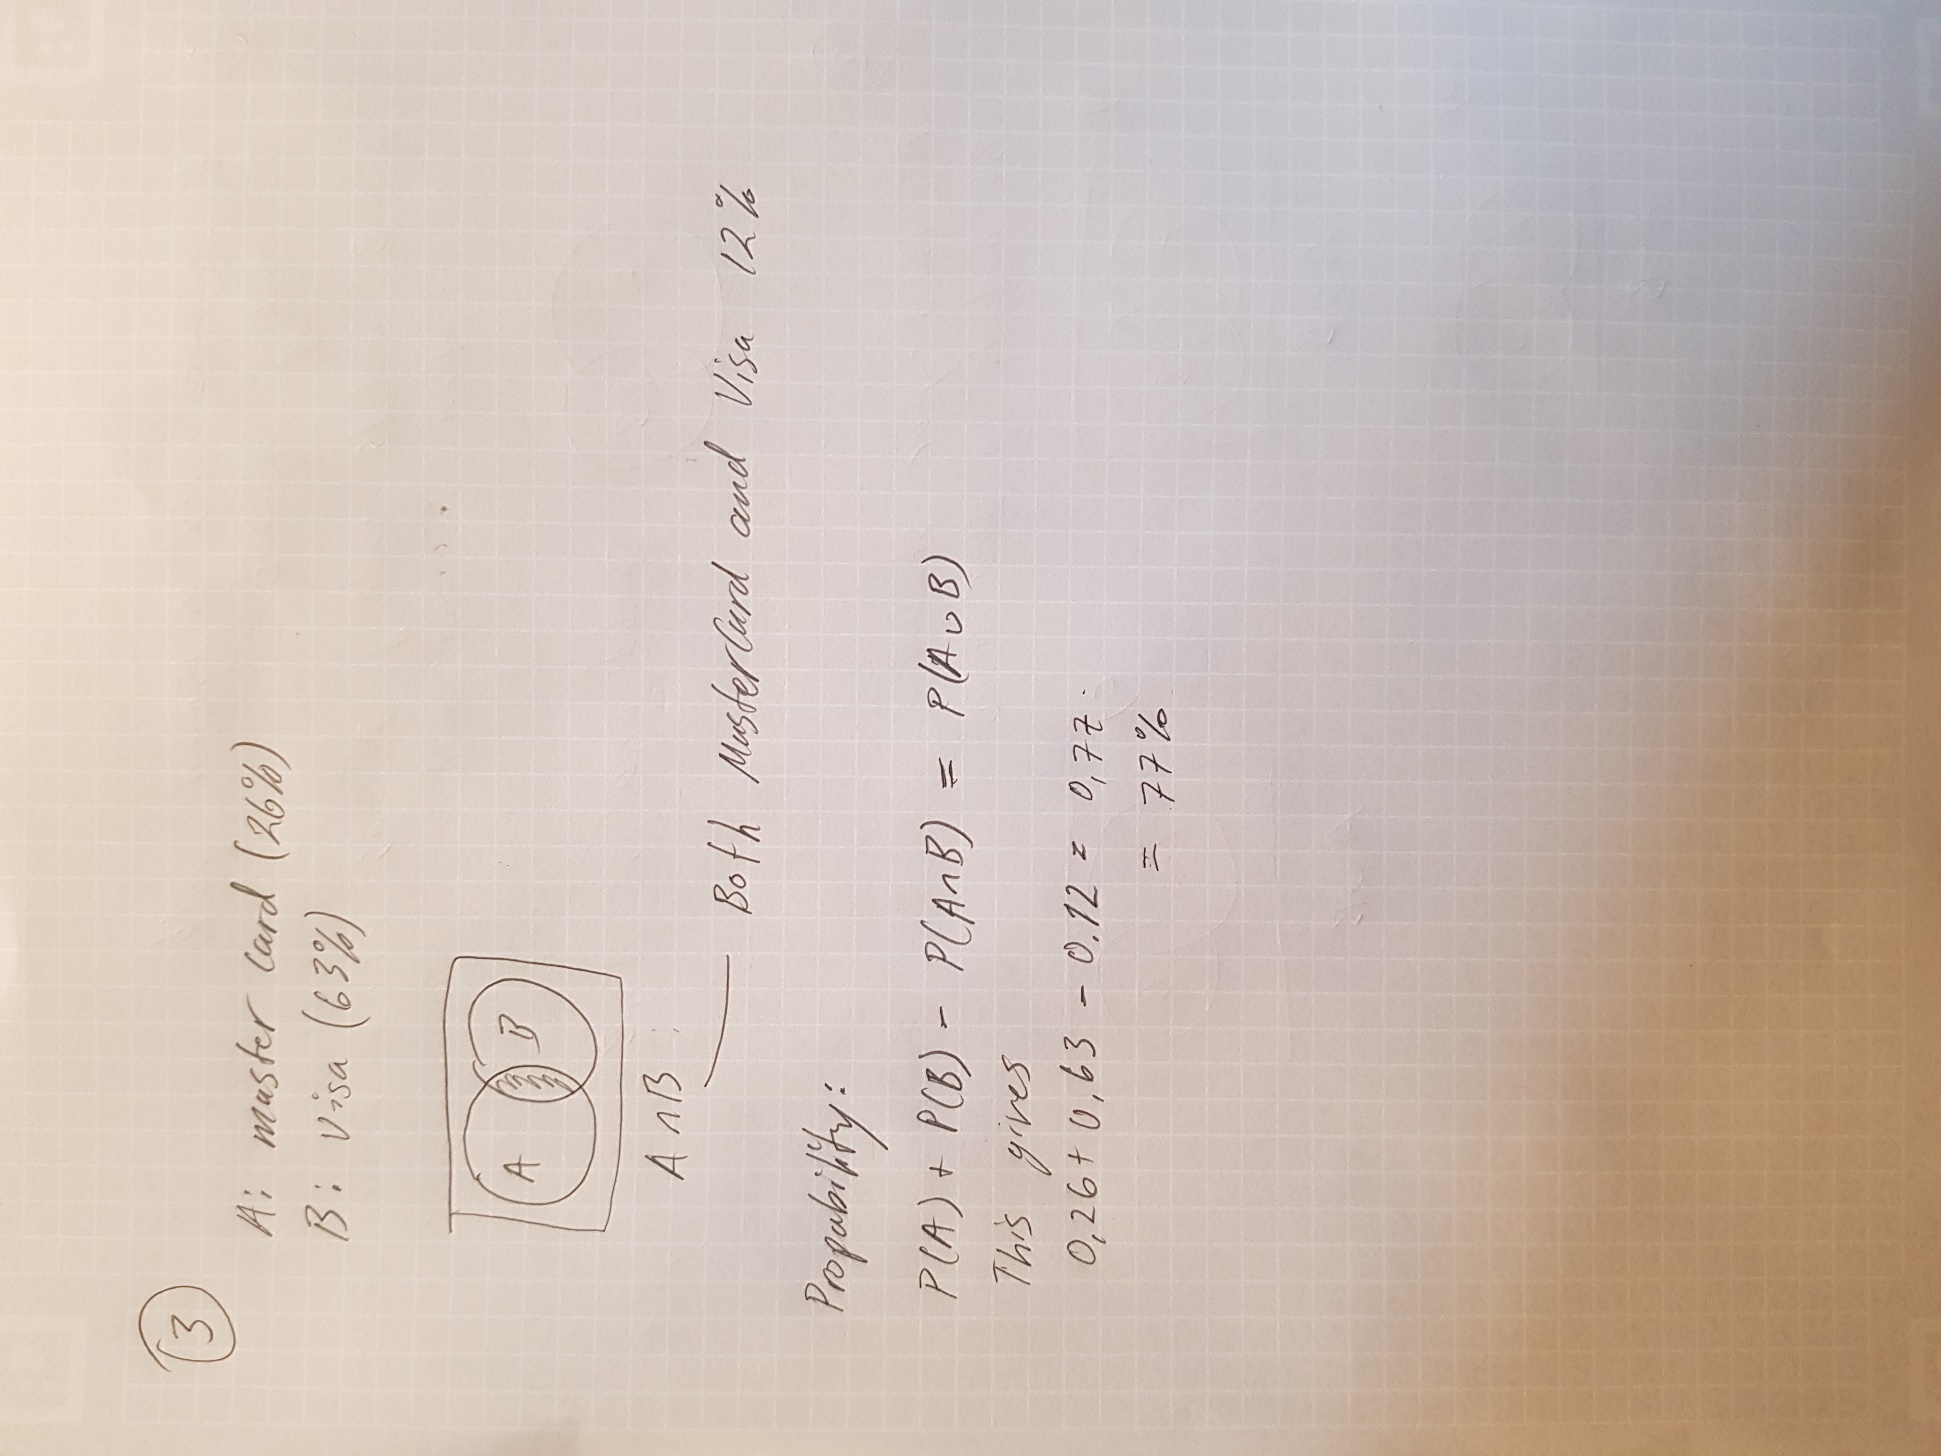 3
A: master card (26%)
B: Visa (63%)
A B
A∩B
Both MasterCard and Visa 12%
Propability:
P(A) + P(B) - P(A∩B) = P(A∪B)
This gives
0,26 + 0,63 - 0.12 = 0,77
= 77%